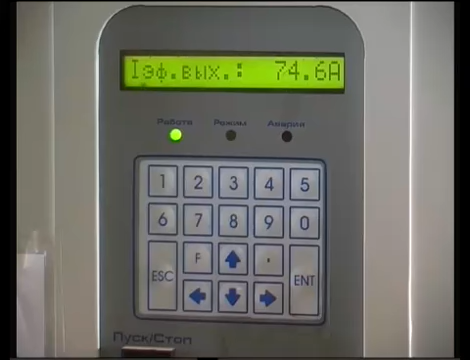 Iэф.вых.: 74.6A
Работа Режим Авария
1 2 3 4 5
6 7 8 9 0
ESC F . ENT
Пуск/Стоп